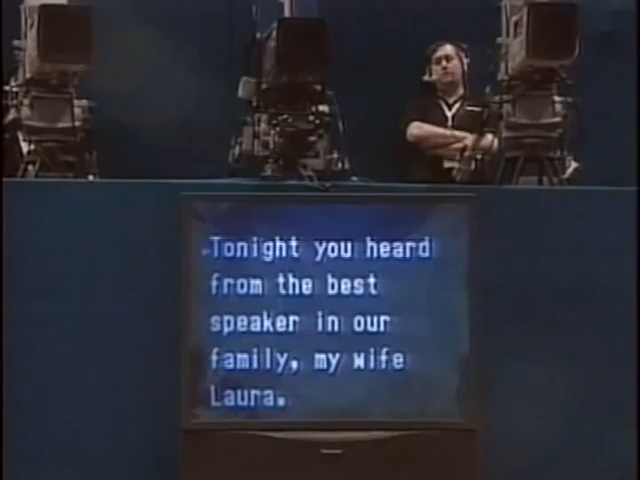 Tonight you heard
from the best
speaker in our
family, my wife
Laura.